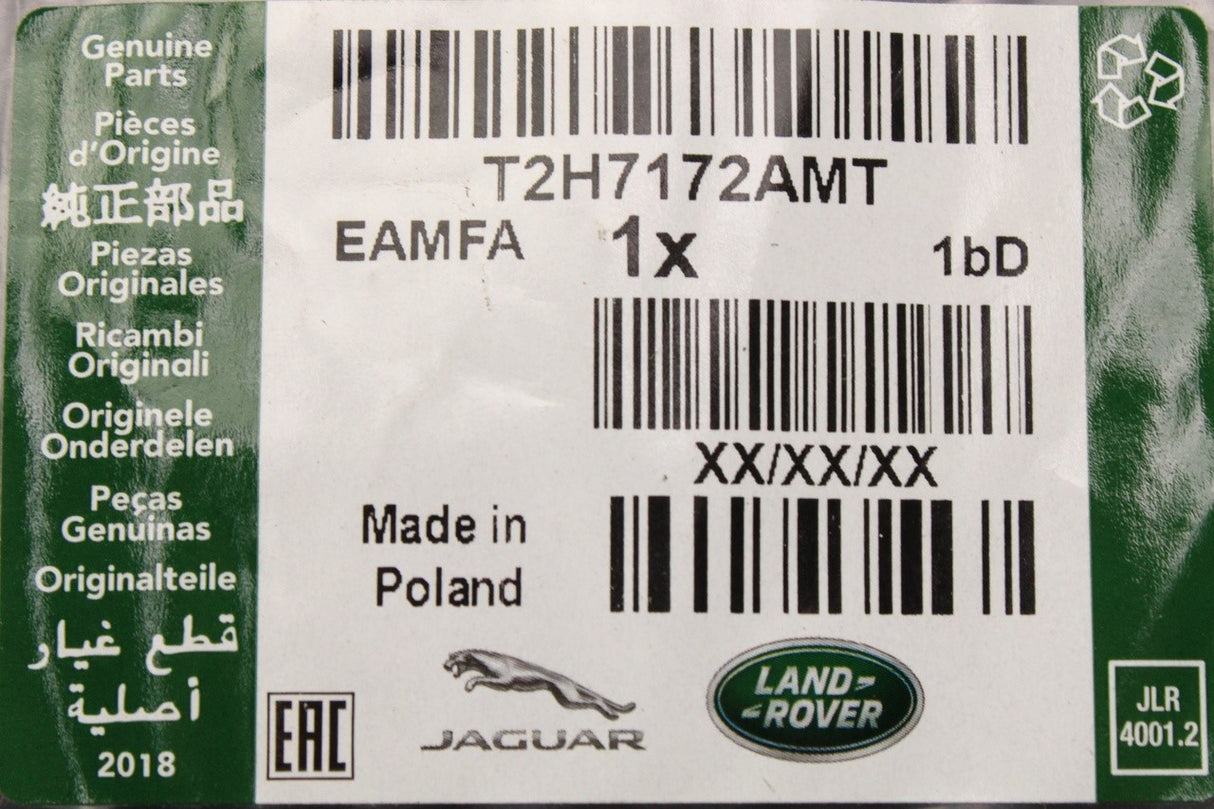 Genuine
Parts
Pièces
d'Origine
純正部品
Piezas
Originales
Ricambi
Originali
Originele
Onderdelen
Peças
Genuinas
Originalteile
قطع غيار
أصلية
2018
T2H7172AMT
EAMFA 1x 1bD
XX/XX/XX
Made in
Poland
EAC
JAGUAR
LAND-
-ROVER
JLR
4001.2